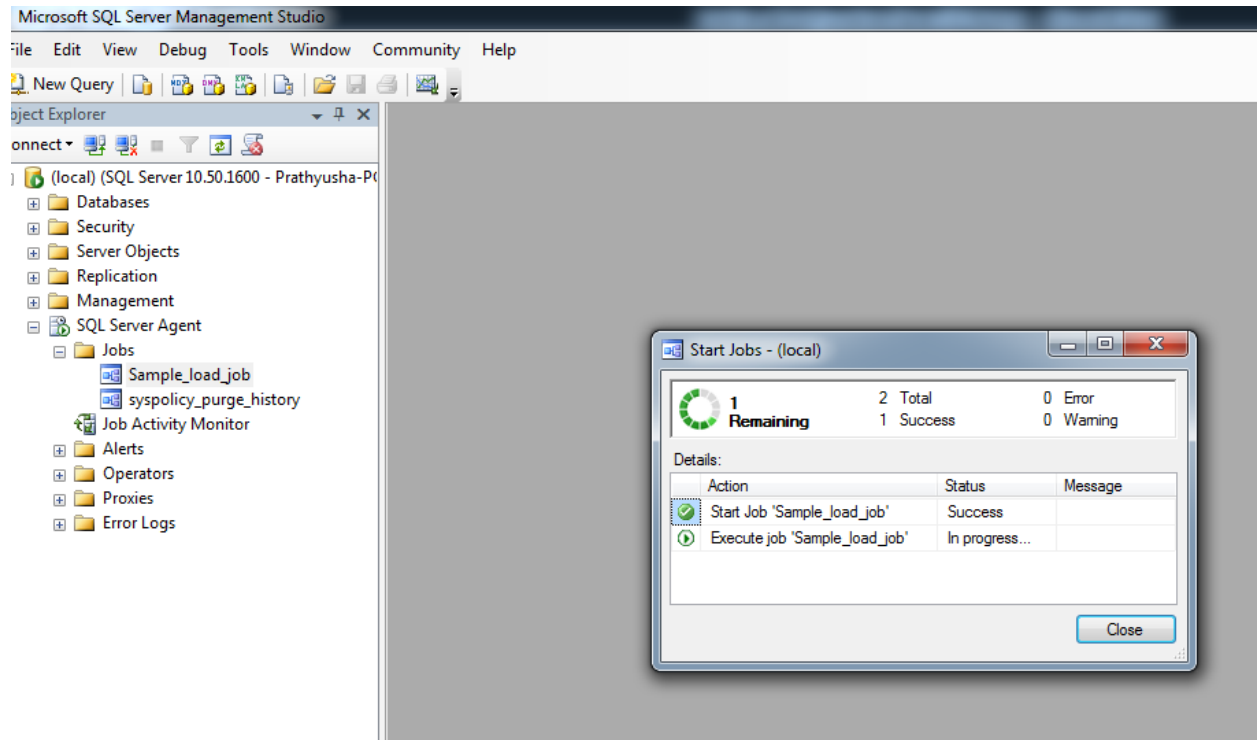 Microsoft SQL Server Management Studio
File Edit View Debug Tools Window Community Help
New Query
bject Explorer
onnect
(local) (SQL Server 10.50.1600 - Prathyusha-P
Databases
Security
Server Objects
Replication
Management
SQL Server Agent
Jobs
Sample_load_job
syspolicy_purge_history
Job Activity Monitor
Alerts
Operators
Proxies
Error Logs
Start Jobs - (local)
1 Remaining
2 Total
0 Error
1 Success
0 Warning
Details:
Action Status Message
Start Job 'Sample_load_job' Success
Execute job 'Sample_load_job' In progress...
Close